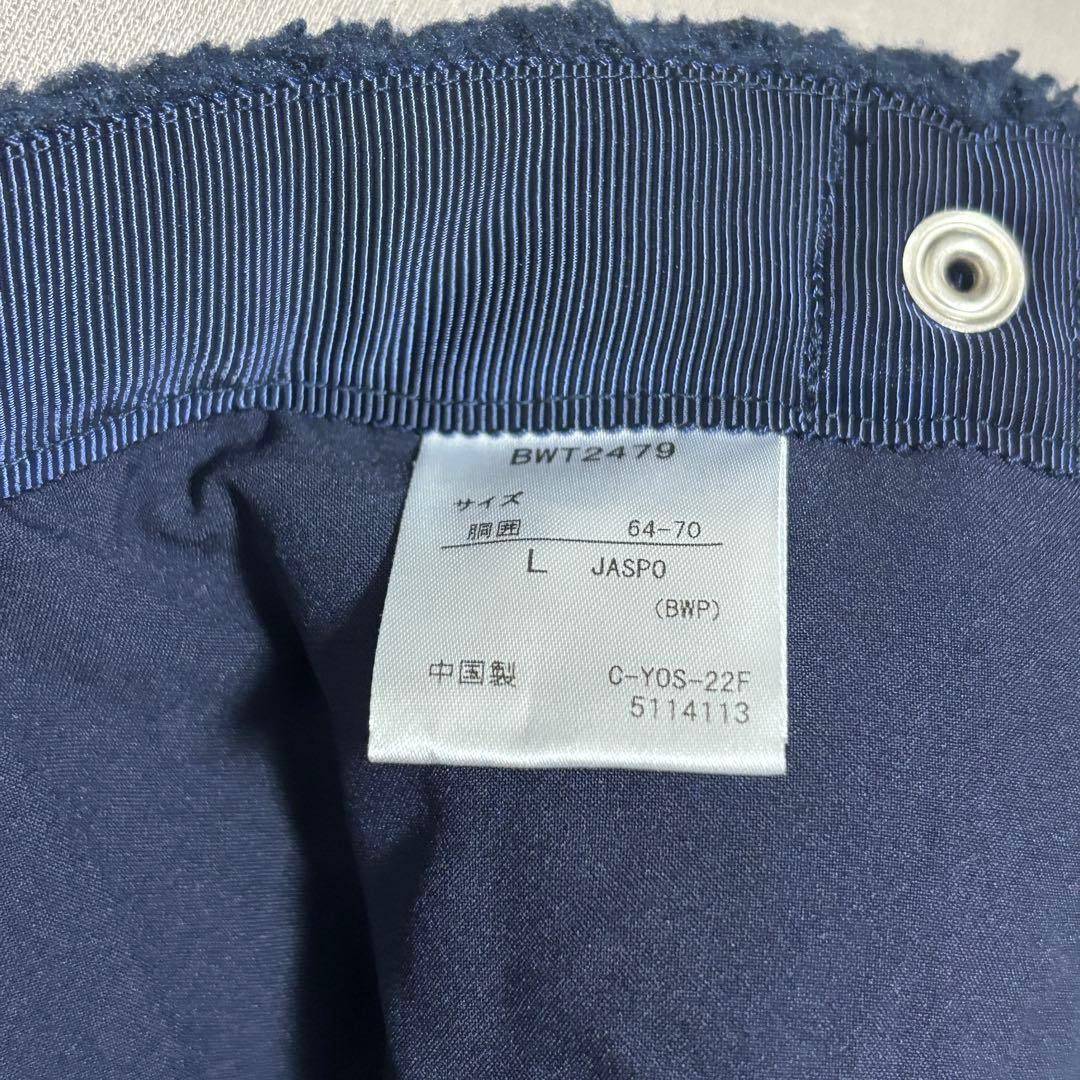 BWT2479
サイズ
胴囲 64-70
L JASPO
(BWP)
中国製 C-YOS-22F
5114113